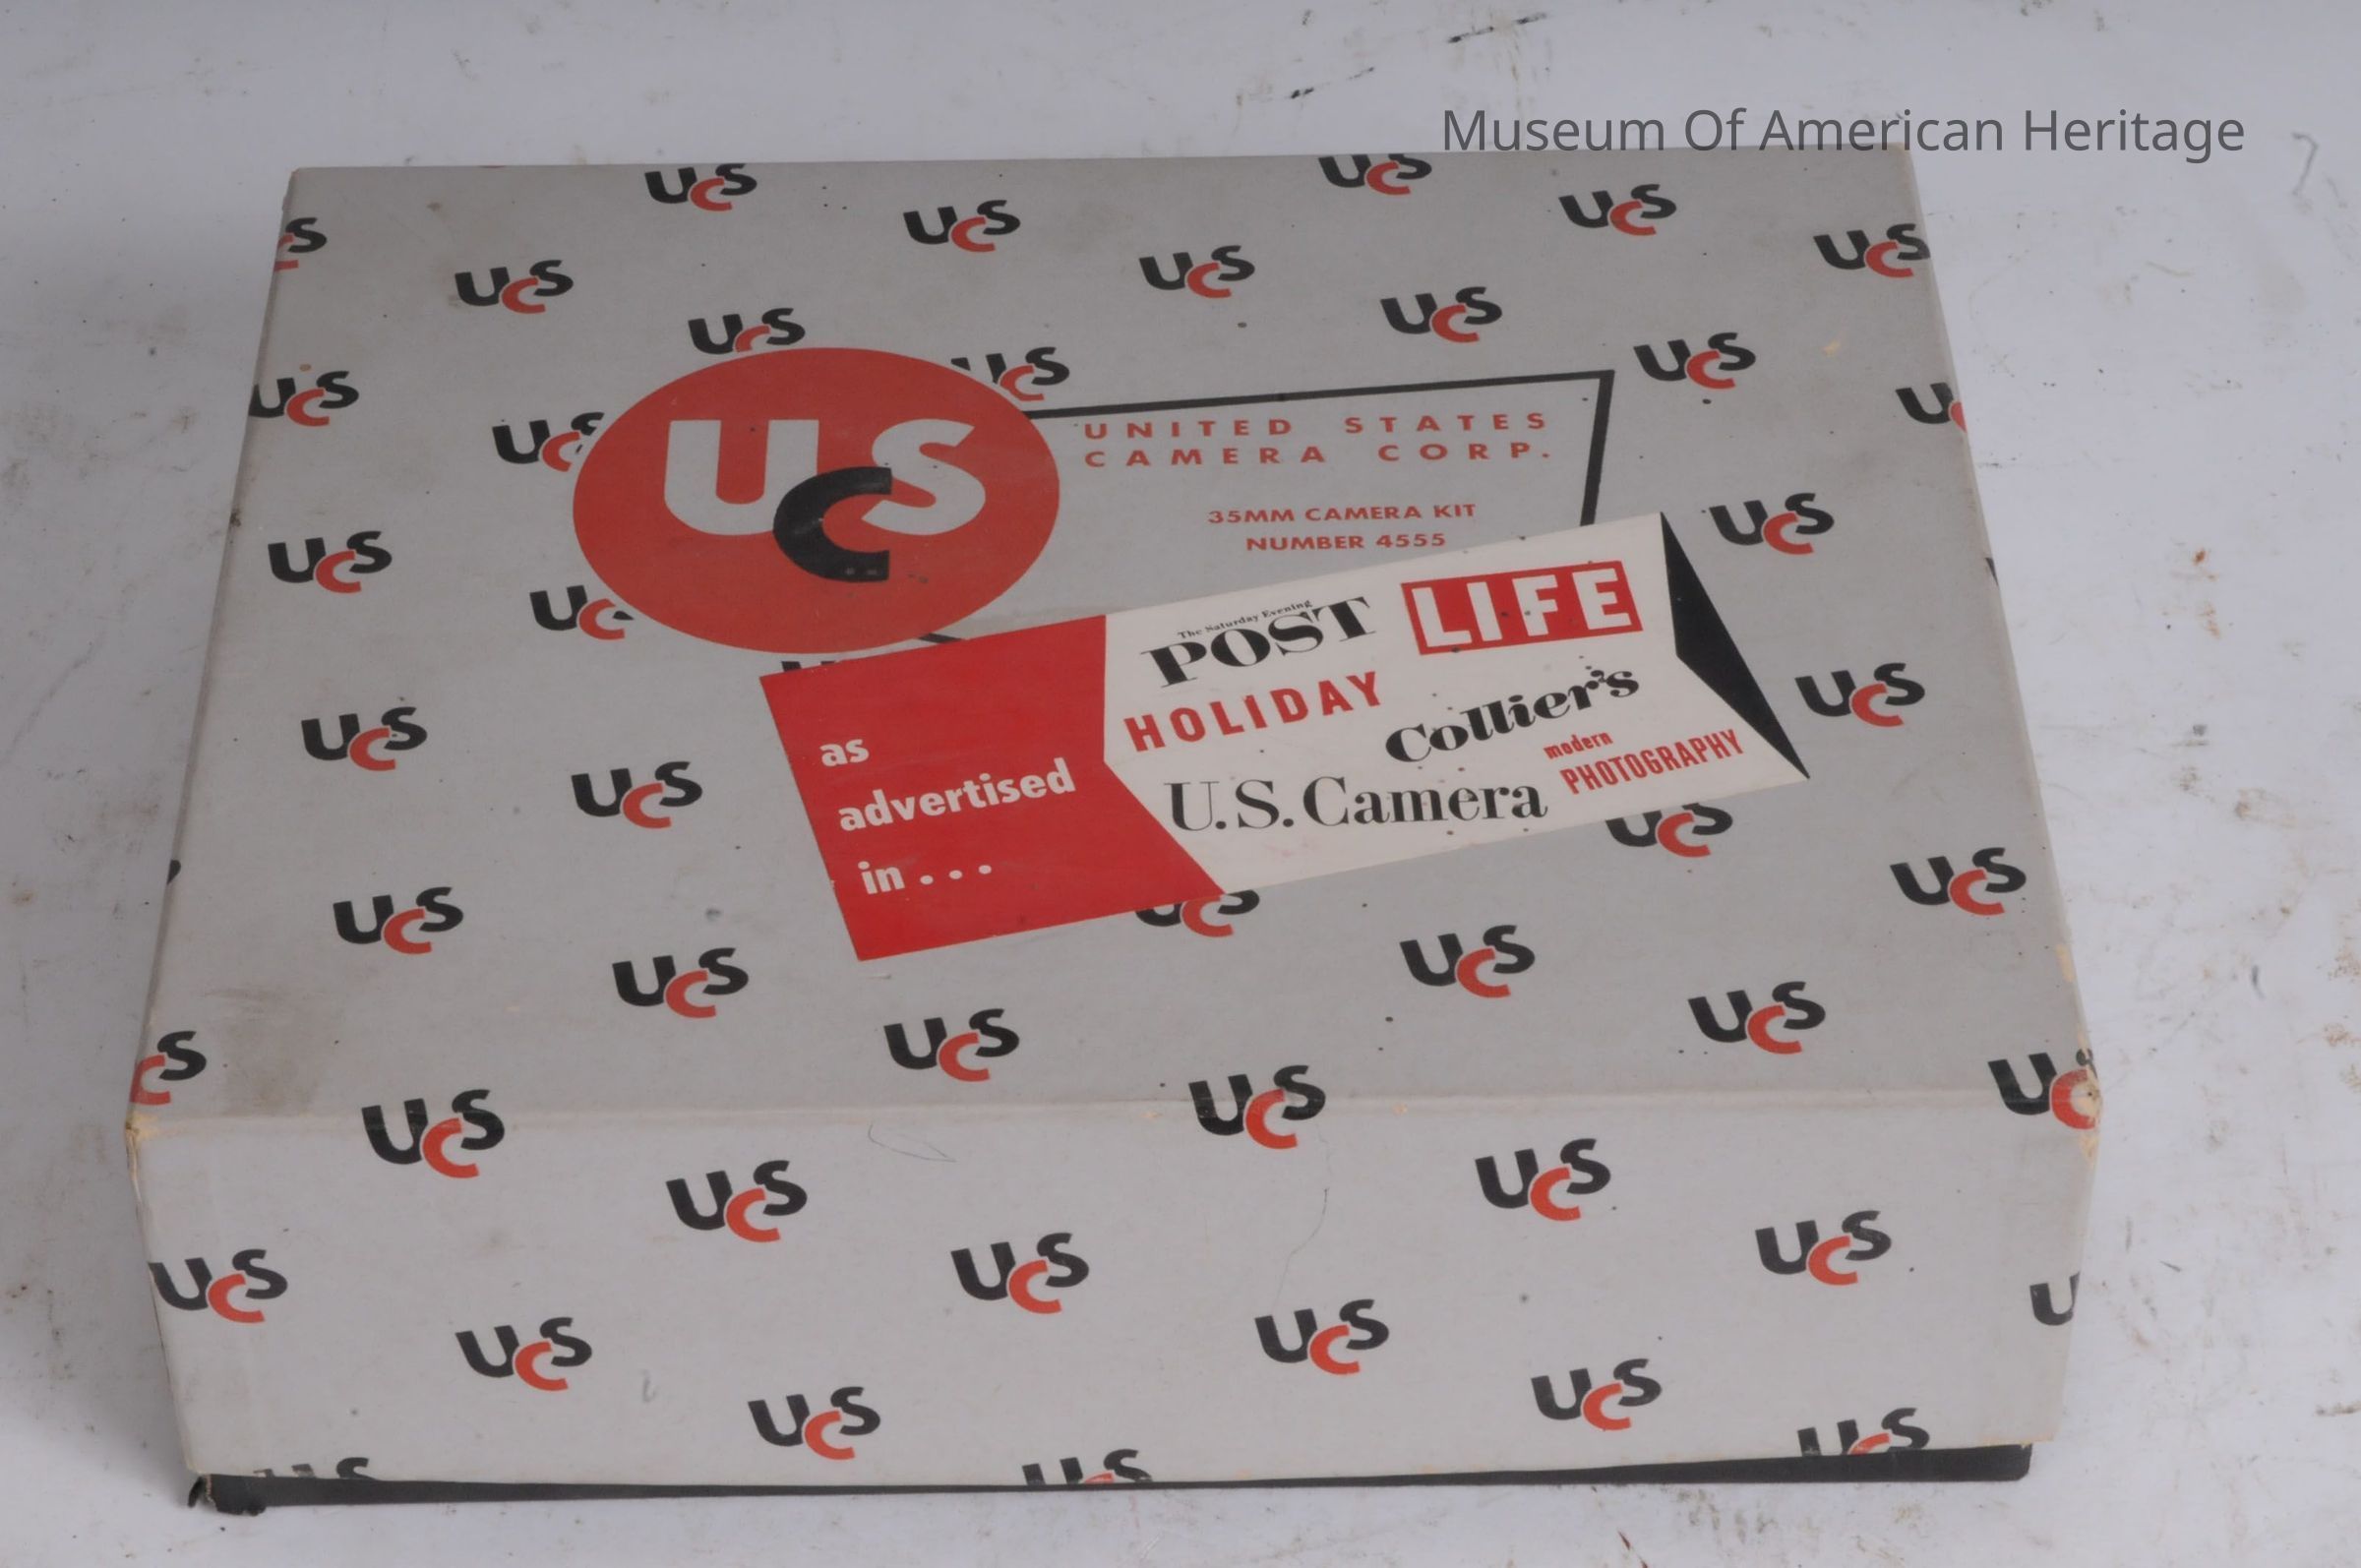 Museum Of American Heritage
UCS
UNITED STATES
CAMERA CORP.
35MM CAMERA KIT
NUMBER 4555
as
advertised
in...
The Saturday Evening
POST
LIFE
HOLIDAY
Collier's
U.S. Camera
modern
PHOTOGRAPHY